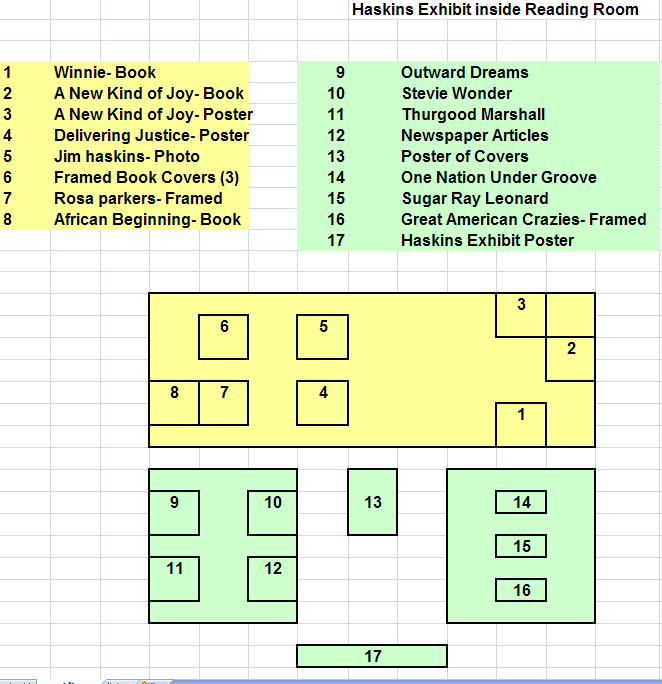 Haskins Exhibit inside Reading Room
1 Winnie- Book
2 A New Kind of Joy- Book
3 A New Kind of Joy- Poster
4 Delivering Justice- Poster
5 Jim haskins- Photo
6 Framed Book Covers (3)
7 Rosa parkers- Framed
8 African Beginning- Book
9 Outward Dreams
10 Stevie Wonder
11 Thurgood Marshall
12 Newspaper Articles
13 Poster of Covers
14 One Nation Under Groove
15 Sugar Ray Leonard
16 Great American Crazies- Framed
17 Haskins Exhibit Poster
3
6 5
2
8 7 4
1
9 10 13 14
15
11 12
16
17